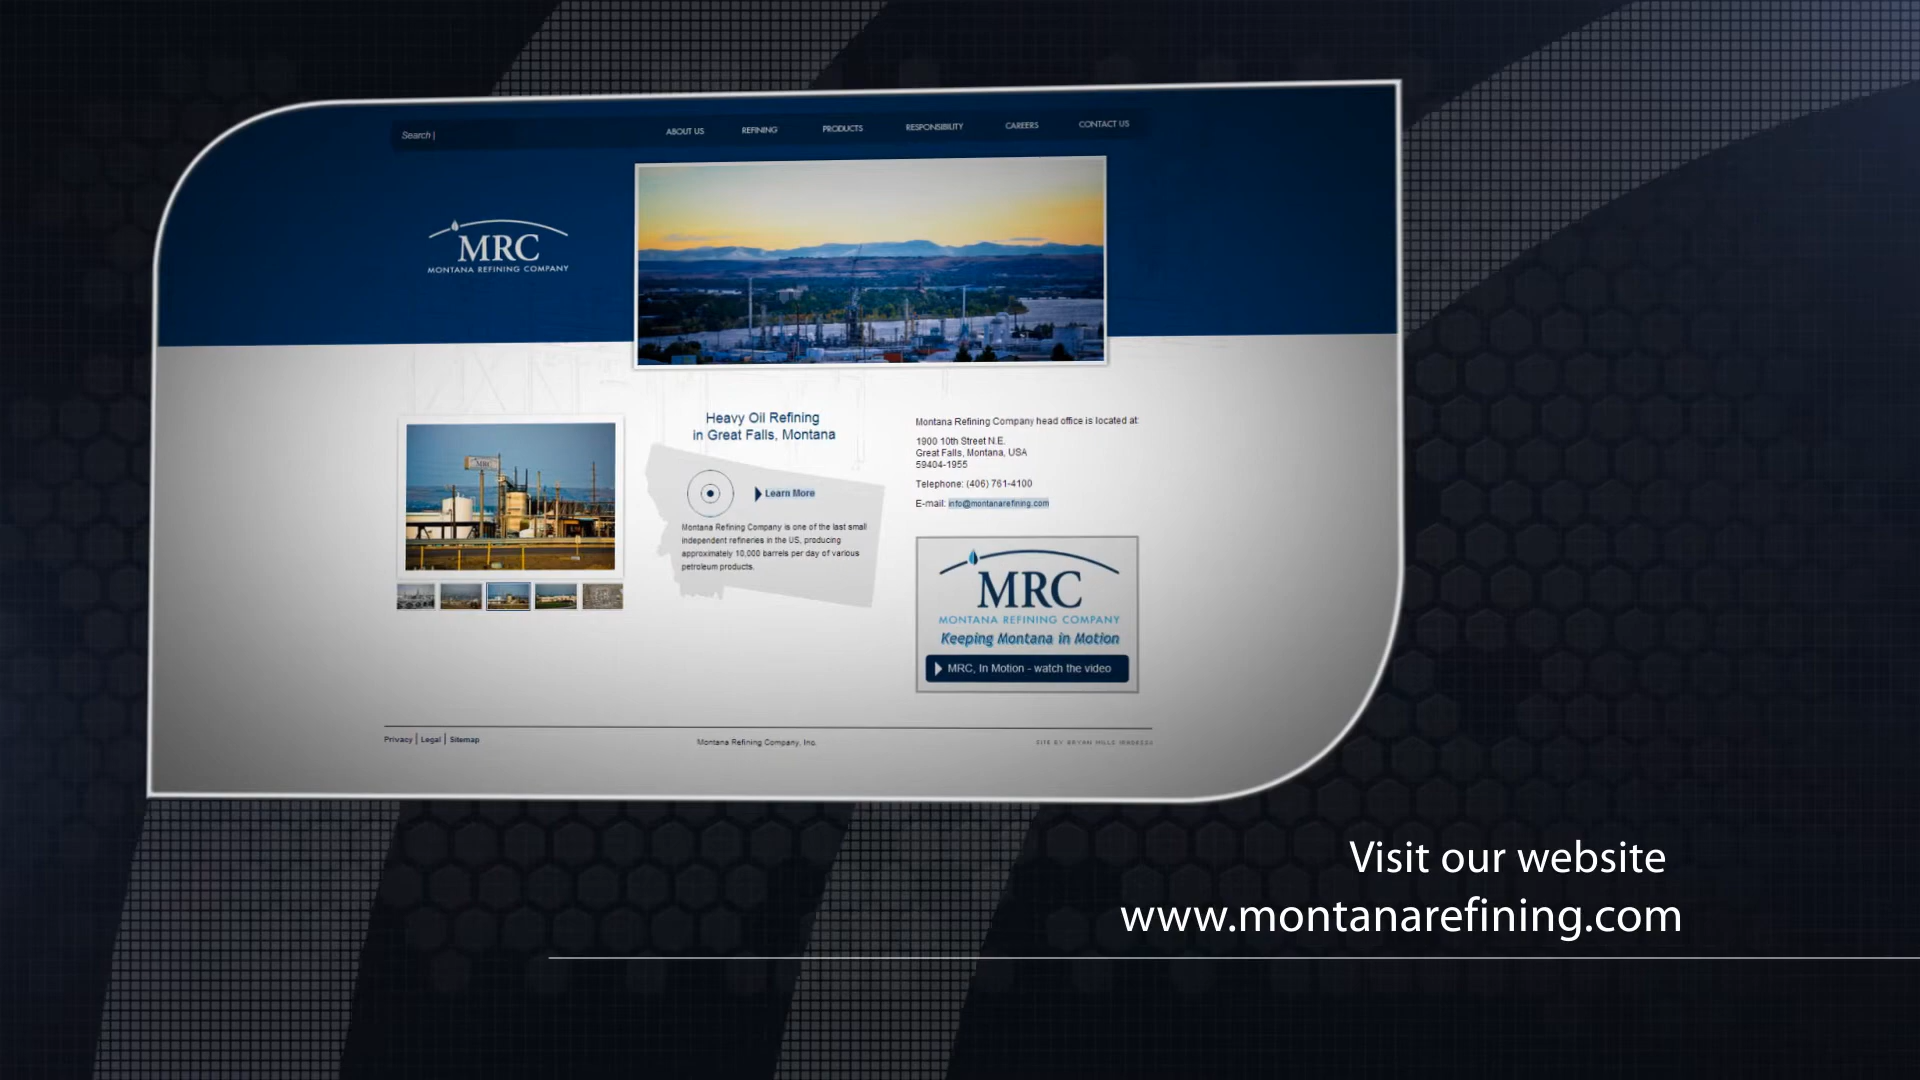 Search |
ABOUT US
REFINING
PRODUCTS
RESPONSIBILITY
CAREERS
CONTACT US
MRC
MONTANA REFINING COMPANY
MRC
Heavy Oil Refining
in Great Falls, Montana
Learn More
Montana Refining Company is one of the last small
independent refineries in the US, producing
approximately 10,000 barrels per day of various
petroleum products.
Montana Refining Company head office is located at:
1900 10th Street N.E.
Great Falls, Montana, USA
59404-1955
Telephone: (406) 761-4100
E-mail: info@montanarefining.com
MRC
MONTANA REFINING COMPANY
Keeping Montana in Motion
MRC, In Motion - watch the video
Privacy | Legal | Sitemap
Montana Refining Company, Inc.
SITE BY BRYAN MILLS
Visit our website
www.montanarefining.com